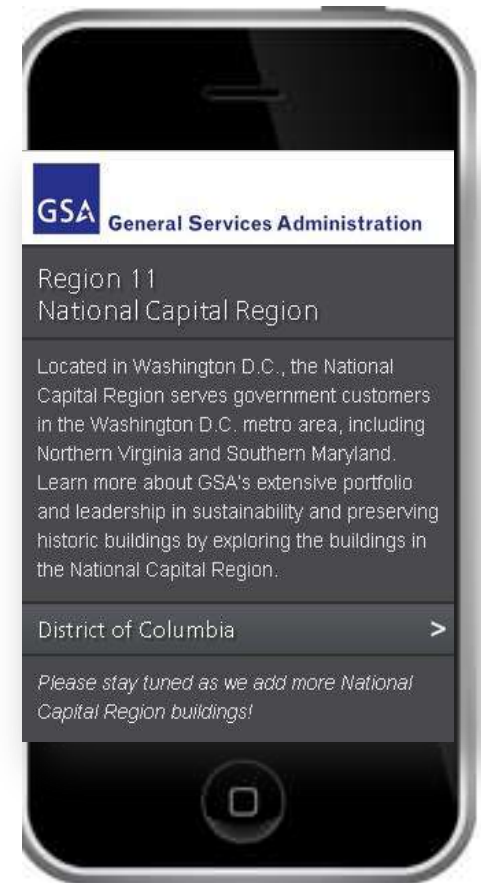 GSA General Services Administration
Region 11
National Capital Region
Located in Washington D.C., the National
Capital Region serves government customers
in the Washington D.C. metro area, including
Northern Virginia and Southern Maryland.
Learn more about GSA's extensive portfolio
and leadership in sustainability and preserving
historic buildings by exploring the buildings in
the National Capital Region.
District of Columbia >
Please stay tuned as we add more National
Capital Region buildings!